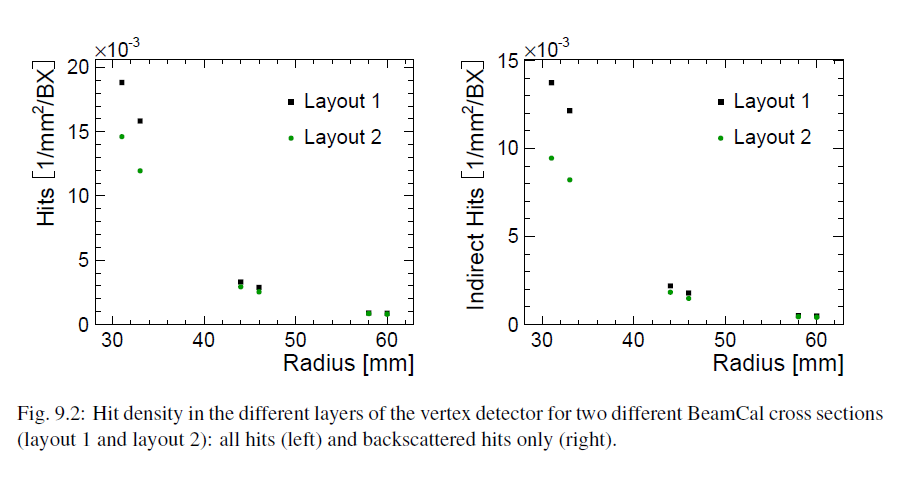 ×10⁻³
20
15
10
5
0
Hits [1/mm²/BX]
Layout 1
Layout 2
30 40 50 60
Radius [mm]
×10⁻³
15
10
5
0
Indirect Hits [1/mm²/BX]
Layout 1
Layout 2
30 40 50 60
Radius [mm]
Fig. 9.2: Hit density in the different layers of the vertex detector for two different BeamCal cross sections
(layout 1 and layout 2): all hits (left) and backscattered hits only (right).